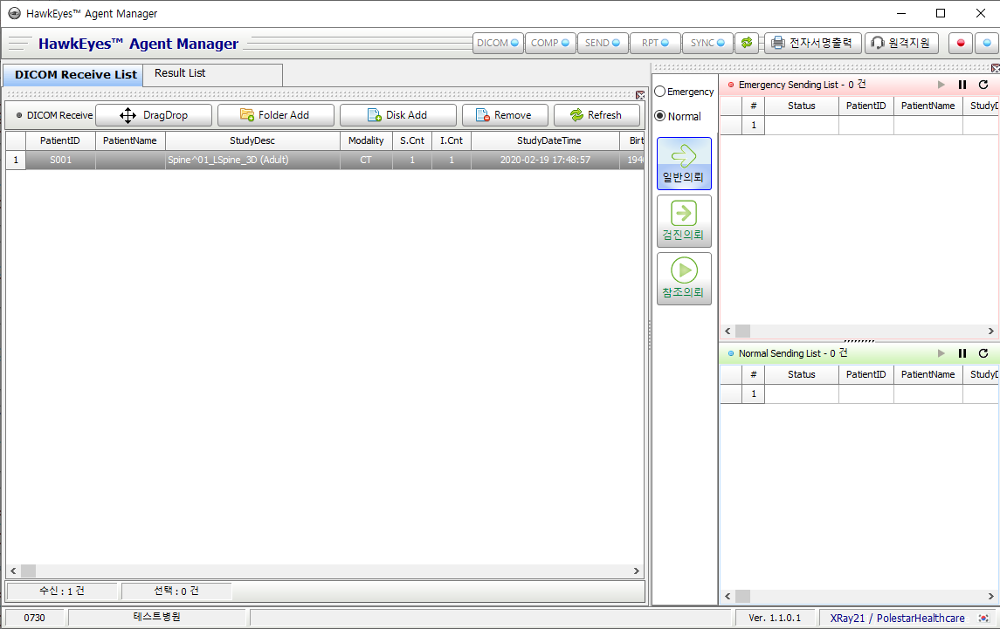 HawkEyes™ Agent Manager
HawkEyes™ Agent Manager
DICOM COMP SEND RPT SYNC 전자서명출력 원격지원
DICOM Receive List Result List
DICOM Receive DragDrop Folder Add Disk Add Remove Refresh
PatientID PatientName StudyDesc Modality S.Cnt I.Cnt StudyDateTime Birt
1 S001 Spine^01_LSpine_3D (Adult) CT 1 1 2020-02-19 17:48:57 194
수신 : 1 건 선택 : 0 건
Emergency
Normal
일반의뢰
검진의뢰
참조의뢰
Emergency Sending List - 0 건
# Status PatientID PatientName StudyD
1
Normal Sending List - 0 건
# Status PatientID PatientName StudyD
1
0730 테스트병원 Ver. 1.1.0.1 XRay21 / PolestarHealthcare